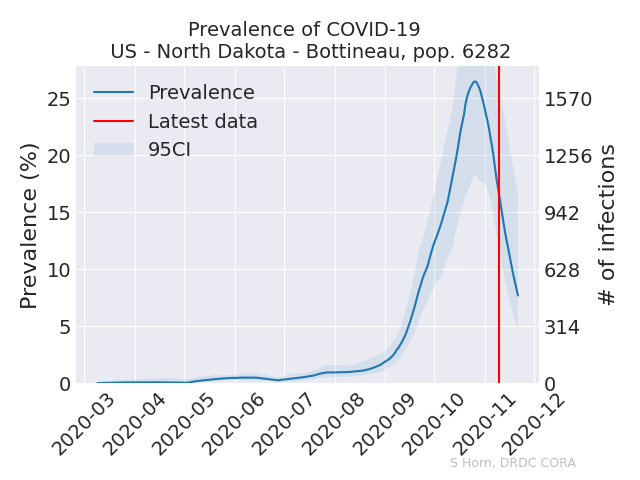 Prevalence of COVID-19
US - North Dakota - Bottineau, pop. 6282
Prevalence
Latest data
95CI
Prevalence (%)
25
20
15
10
5
0
1570
1256
942
628
314
0
# of infections
2020-03
2020-04
2020-05
2020-06
2020-07
2020-08
2020-09
2020-10
2020-11
2020-12
S Horn, DRDC CORA